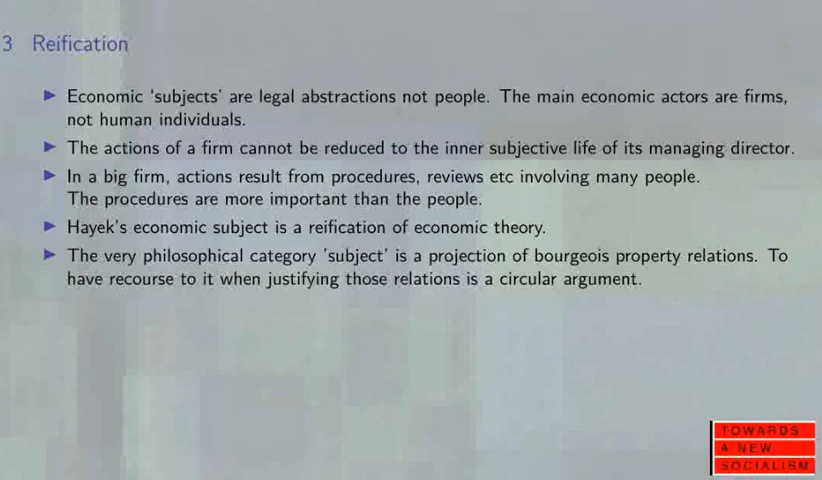 3 Reification
▶ Economic ‘subjects’ are legal abstractions not people. The main economic actors are firms,
not human individuals.
▶ The actions of a firm cannot be reduced to the inner subjective life of its managing director.
▶ In a big firm, actions result from procedures, reviews etc involving many people.
The procedures are more important than the people.
▶ Hayek’s economic subject is a reification of economic theory.
▶ The very philosophical category ’subject’ is a projection of bourgeois property relations. To
have recourse to it when justifying those relations is a circular argument.
TOWARDS
A NEW
SOCIALISM